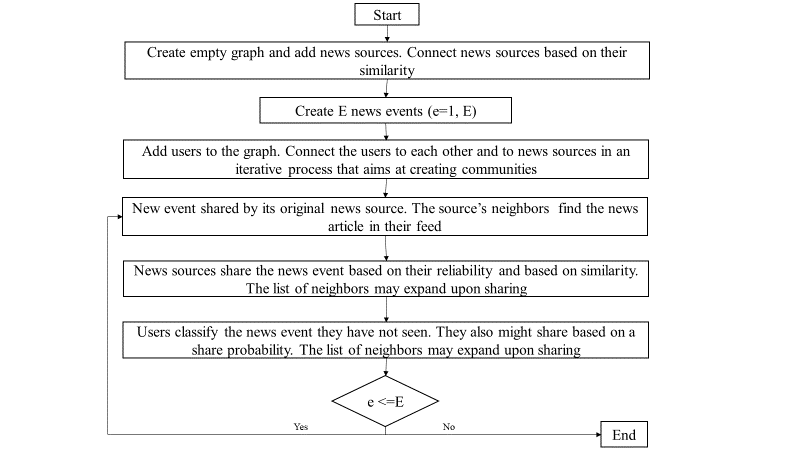 Start
Create empty graph and add news sources. Connect news sources based on their
similarity
Create E news events (e=1, E)
Add users to the graph. Connect the users to each other and to news sources in an
iterative process that aims at creating communities
New event shared by its original news source. The source's neighbors find the news
article in their feed
News sources share the news event based on their reliability and based on similarity.
The list of neighbors may expand upon sharing
Users classify the news event they have not seen. They also might share based on a
share probability. The list of neighbors may expand upon sharing
e <=E
Yes
No
End